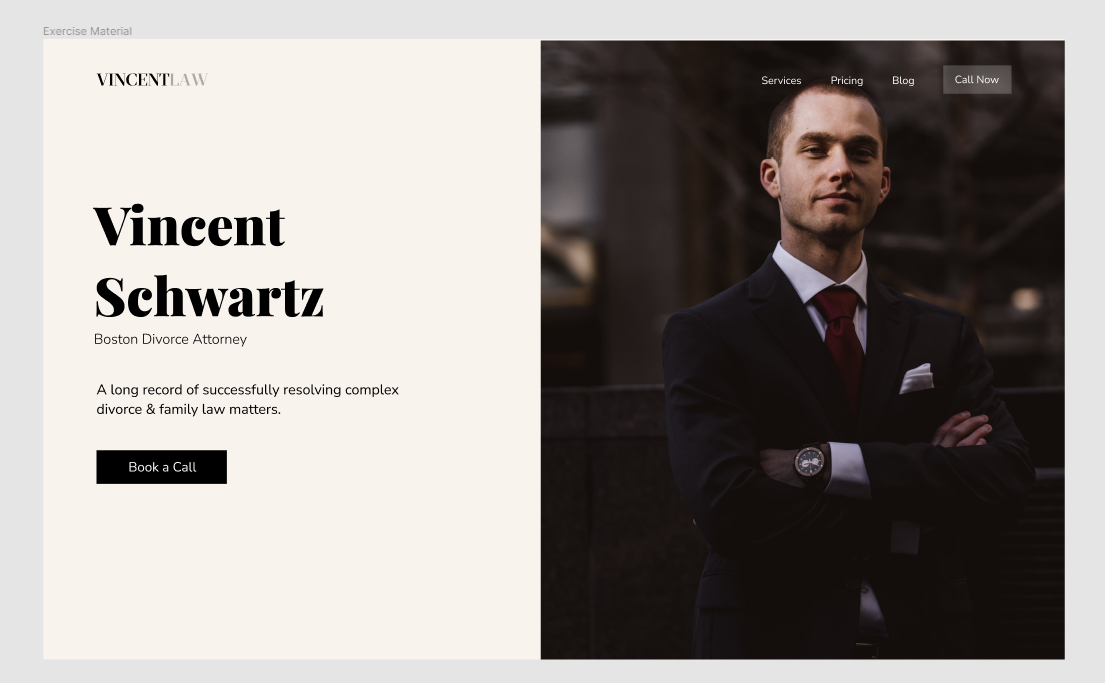 Exercise Material
VINCENTLAW
Services
Pricing
Blog
Call Now
Vincent
Schwartz
Boston Divorce Attorney
A long record of successfully resolving complex
divorce & family law matters.
Book a Call